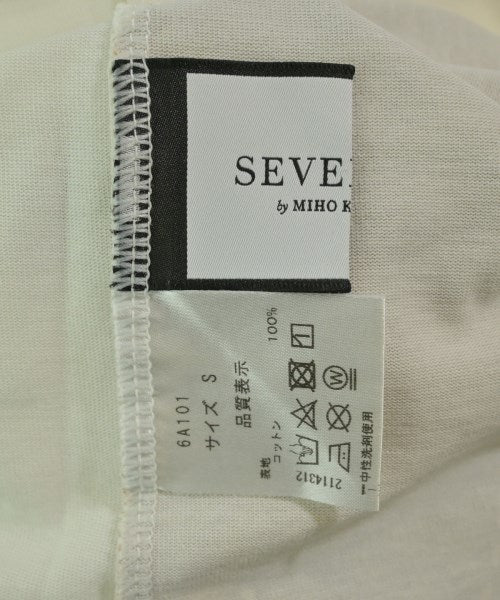 SEVE
by MIHO K
6A101
サイズ S
品質表示
表地
コットン 100%
2114312
中性洗剤使用